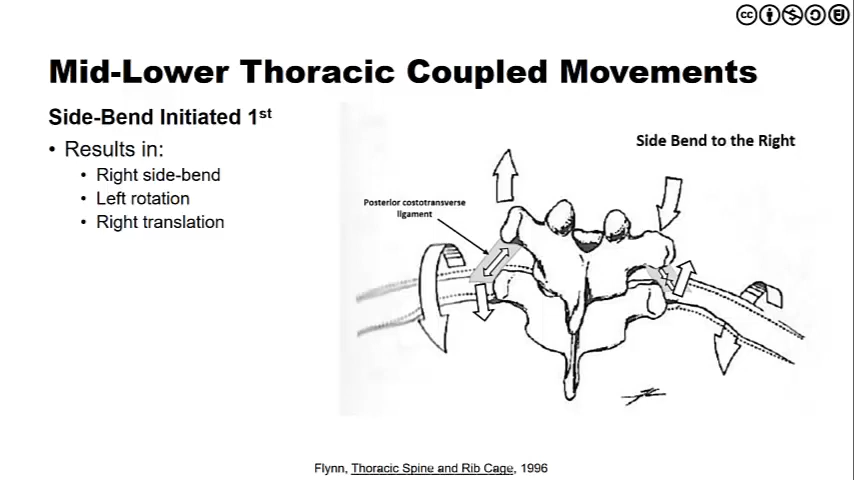 Mid-Lower Thoracic Coupled Movements
Side-Bend Initiated 1st
• Results in:
• Right side-bend
• Left rotation
• Right translation
Side Bend to the Right
Posterior costotransverse
ligament
Flynn, Thoracic Spine and Rib Cage, 1996